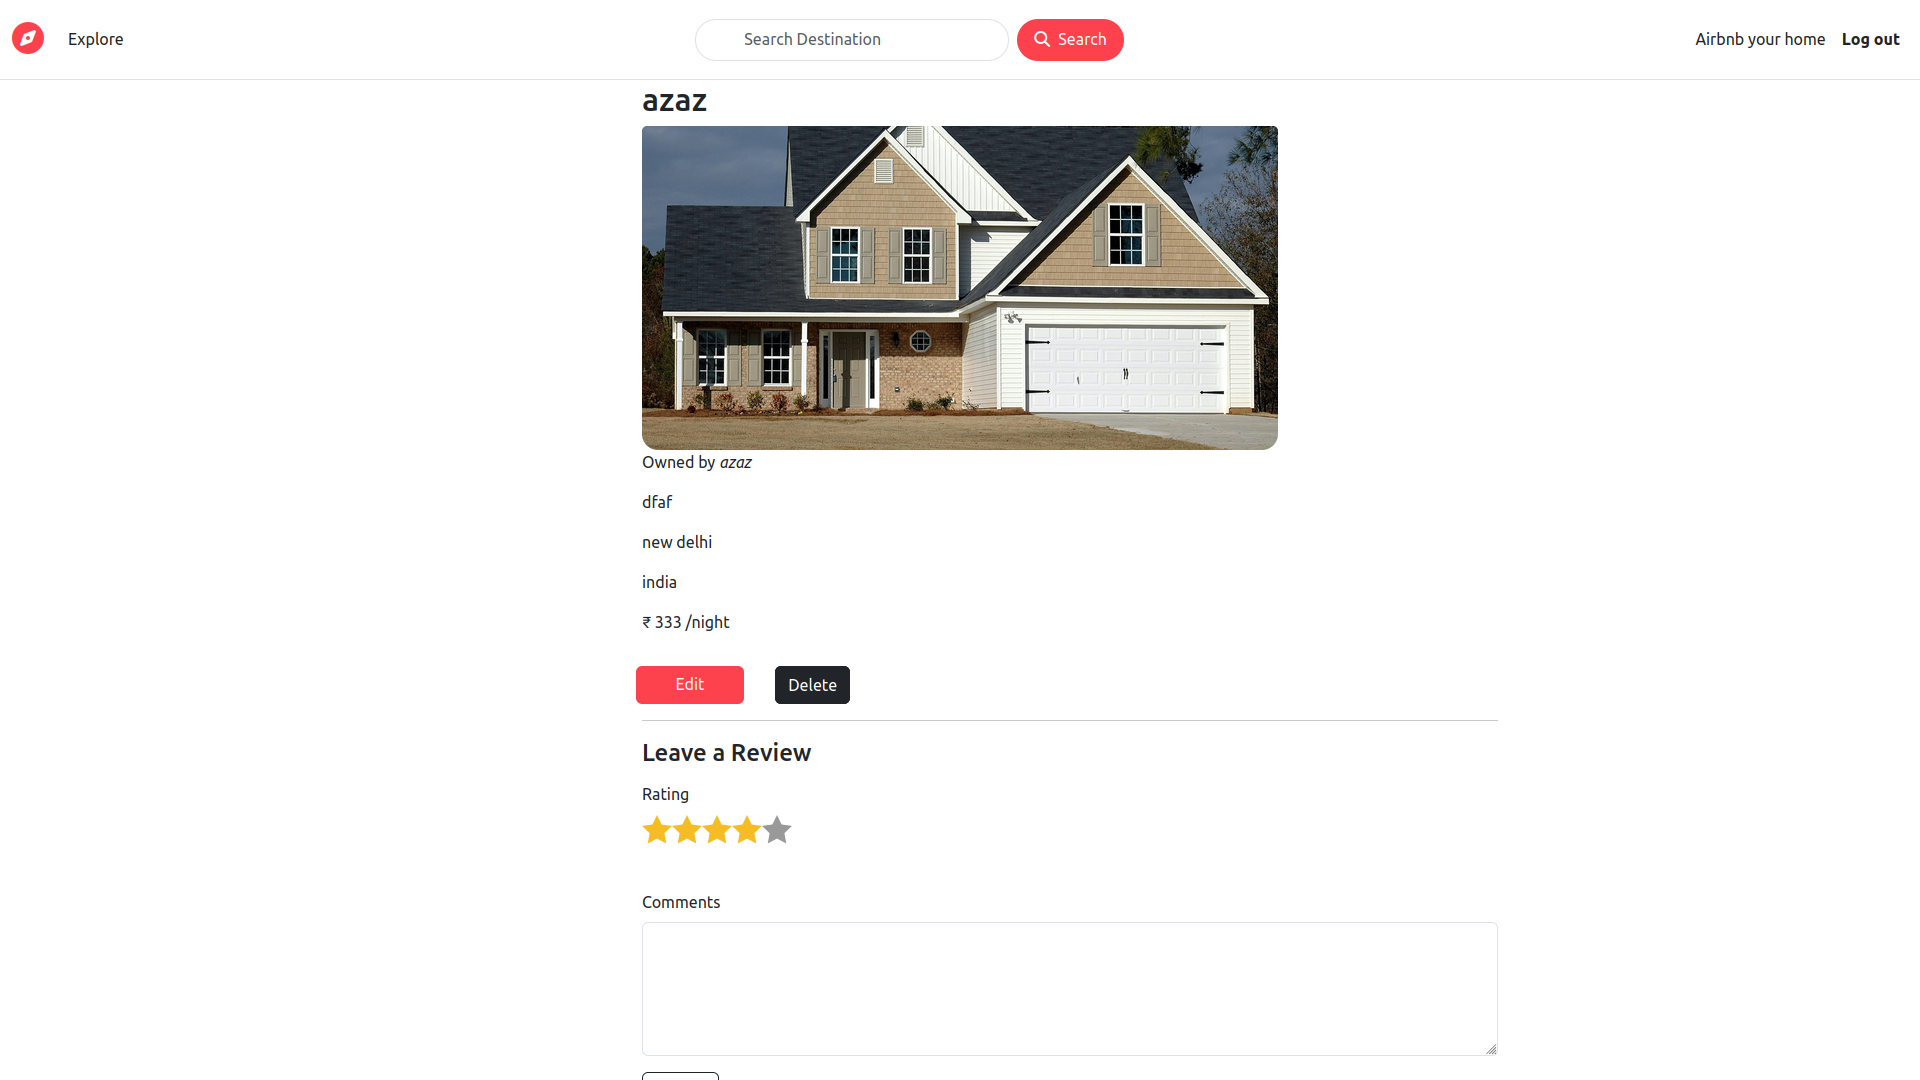 Explore
Search Destination
Search
Airbnb your home
Log out
azaz
Owned by azaz
dfaf
new delhi
india
₹ 333 /night
Edit
Delete
Leave a Review
Rating
Comments